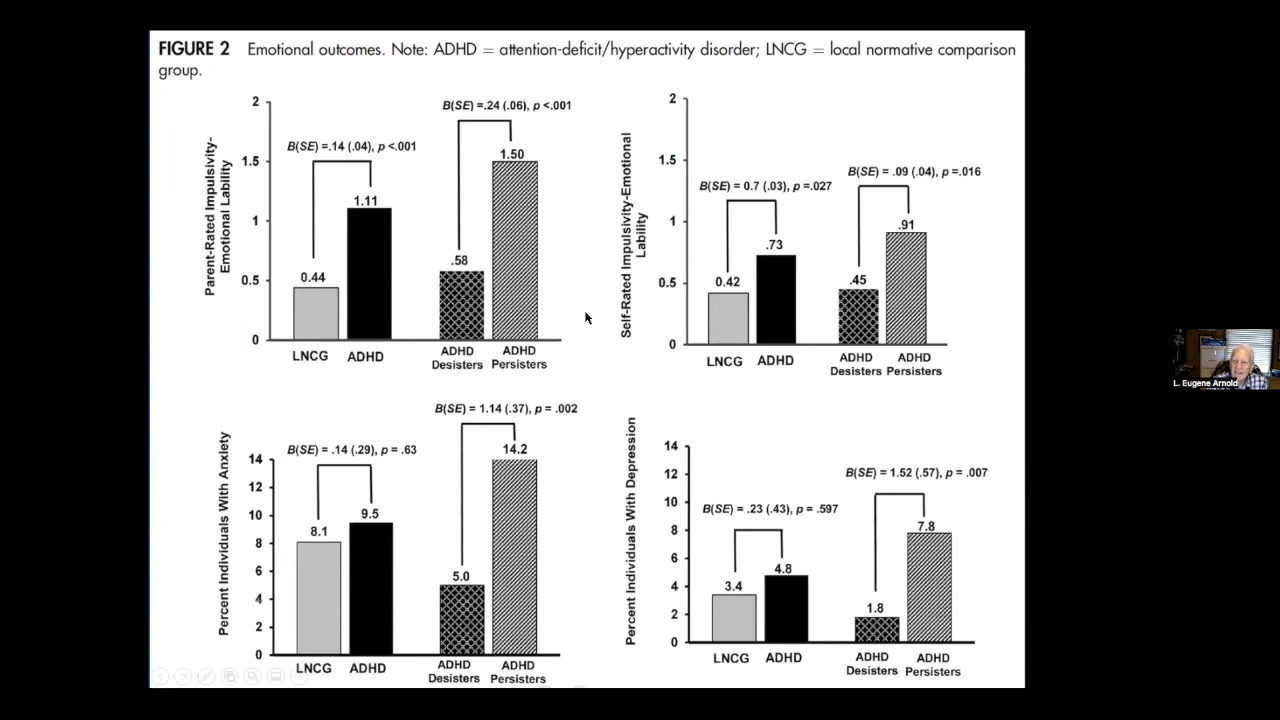 FIGURE 2 Emotional outcomes. Note: ADHD = attention-deficit/hyperactivity disorder; LNCG = local normative comparison
group.
Parent-Rated Impulsivity-
Emotional Lability
2
1.5
1
0.5
0
B(SE) =.14 (.04), p <.001
B(SE) =.24 (.06), p <.001
0.44
1.11
.58
1.50
LNCG
ADHD
ADHD
Desisters
ADHD
Persisters
Self-Rated Impulsivity-Emotional
Lability
2
1.5
1
0.5
0
B(SE) = 0.7 (.03), p =.027
B(SE) = .09 (.04), p =.016
0.42
.73
.45
.91
LNCG
ADHD
ADHD
Desisters
ADHD
Persisters
L. Eugene Arnold
Percent Individuals With Anxiety
14
12
10
8
6
4
2
0
B(SE) = .14 (.29), p = .63
B(SE) = 1.14 (.37), p = .002
8.1
9.5
5.0
14.2
LNCG
ADHD
ADHD
Desisters
ADHD
Persisters
Percent Individuals With Depression
14
12
10
8
6
4
2
0
B(SE) = .23 (.43), p = .597
B(SE) = 1.52 (.57), p = .007
3.4
4.8
1.8
7.8
LNCG
ADHD
ADHD
Desisters
ADHD
Persisters